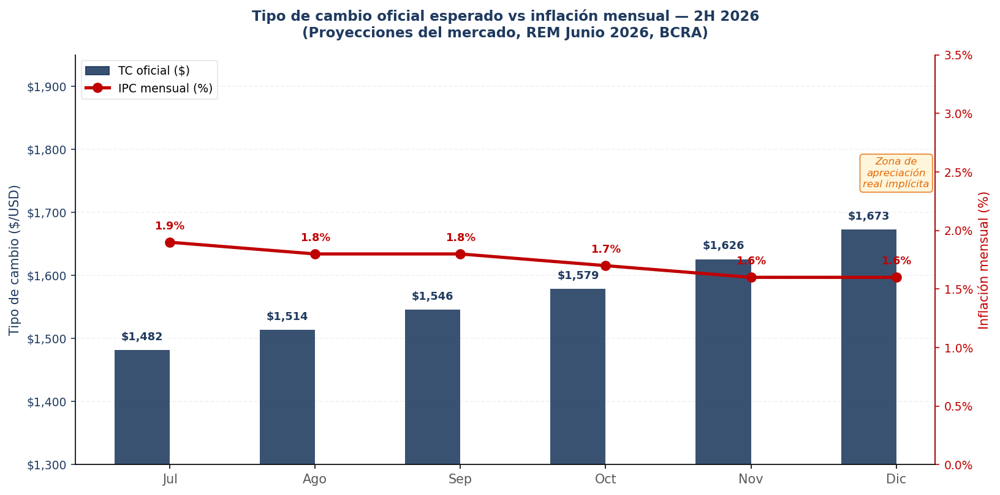 Tipo de cambio oficial esperado vs inflación mensual — 2H 2026
(Proyecciones del mercado, REM Junio 2026, BCRA)
TC oficial ($)
IPC mensual (%)
Tipo de cambio ($/USD)
$1,900
$1,800
$1,700
$1,600
$1,500
$1,400
$1,300
1.9%
1.8%
1.8%
1.7%
1.6%
1.6%
$1,482
$1,514
$1,546
$1,579
$1,626
$1,673
Zona de
apreciación
real implícita
3.5%
3.0%
2.5%
2.0%
1.5%
1.0%
0.5%
0.0%
Inflación mensual (%)
Jul
Ago
Sep
Oct
Nov
Dic